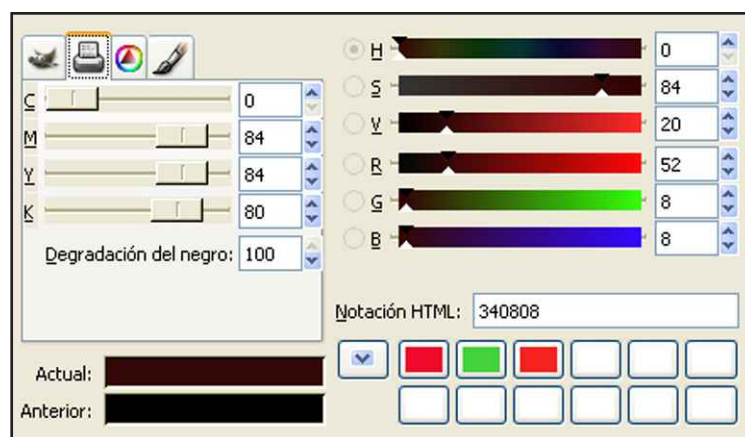 C 0
M 84
Y 84
K 80
Degradación del negro: 100
Actual:
Anterior:
H 0
S 84
V 20
R 52
G 8
B 8
Notación HTML: 340808